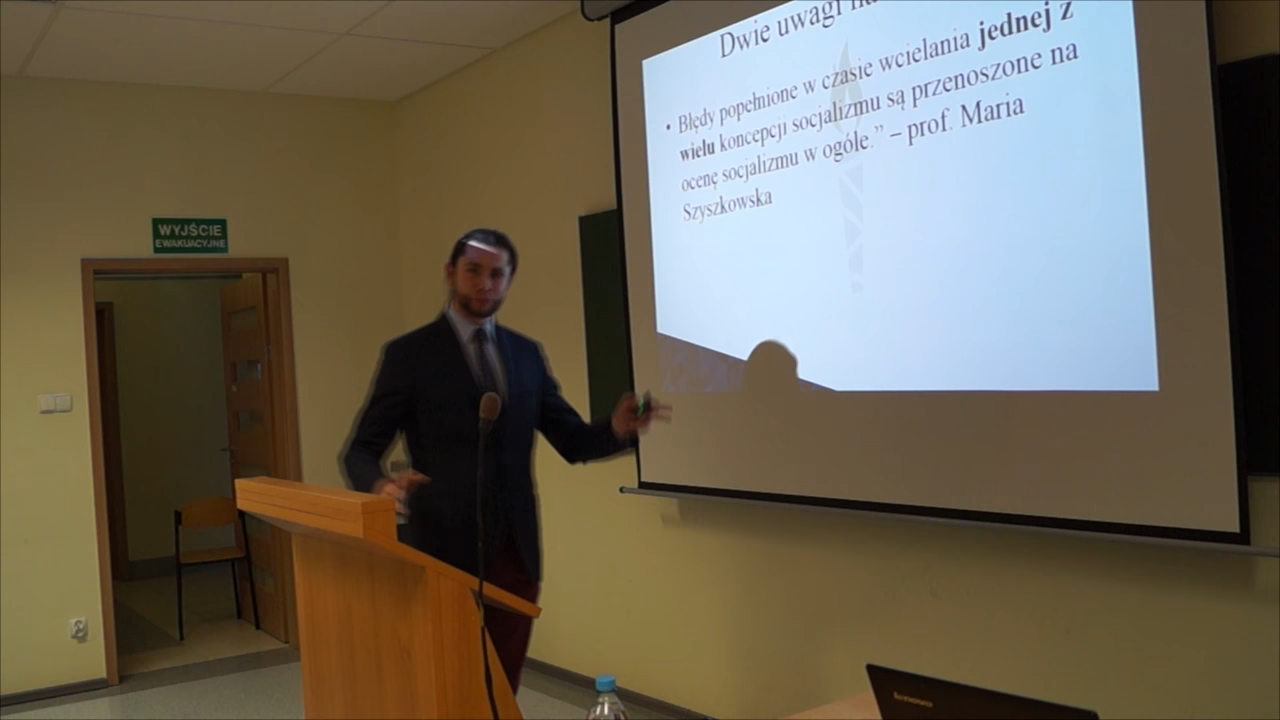 Dwie uwagi
• Błędy popełnione w czasie wcielania jednej z
wielu koncepcji socjalizmu są przenoszone na
ocenę socjalizmu w ogóle.” – prof. Maria
Szyszkowska
WYJŚCIE
EWAKUACYJNE
lenovo